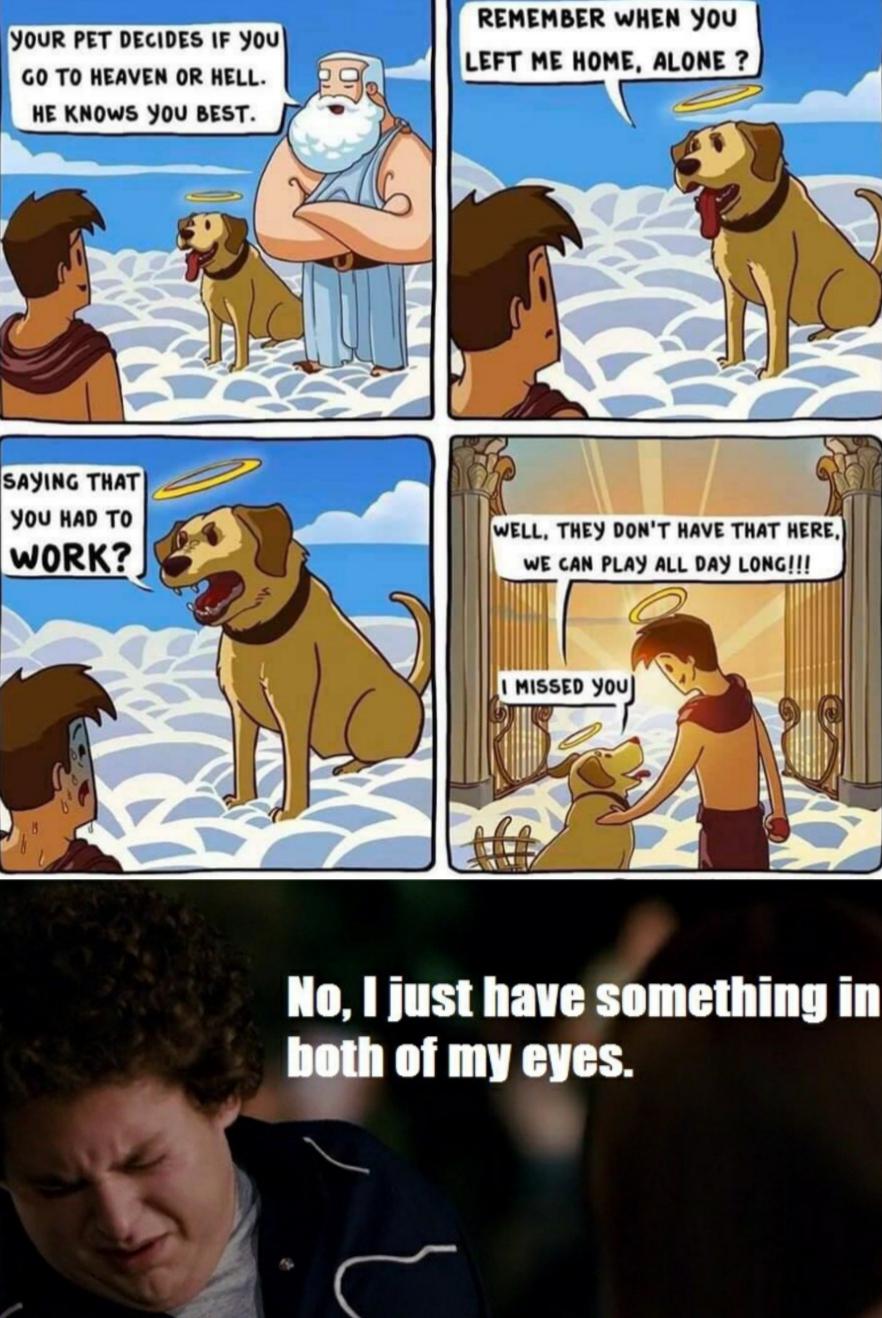 YOUR PET DECIDES IF YOU
GO TO HEAVEN OR HELL.
HE KNOWS YOU BEST.
REMEMBER WHEN YOU
LEFT ME HOME, ALONE ?
SAYING THAT
YOU HAD TO
WORK?
WELL, THEY DON'T HAVE THAT HERE,
WE CAN PLAY ALL DAY LONG!!!
I MISSED YOU
No, I just have something in
both of my eyes.